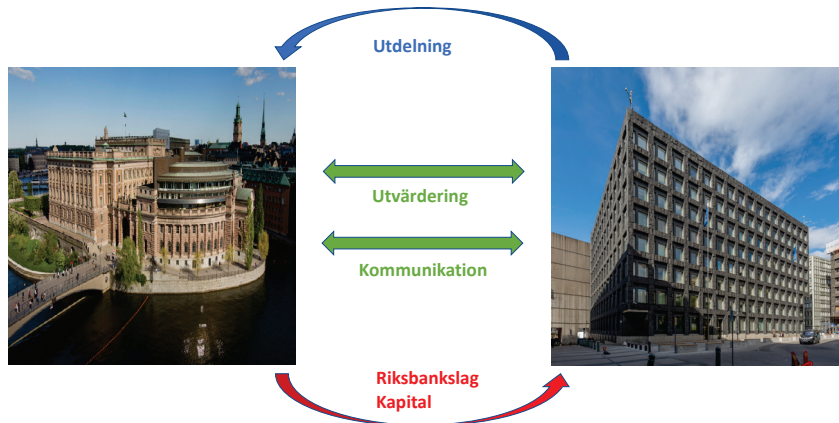 Utdelning
Utvärdering
Kommunikation
Riksbankslag
Kapital